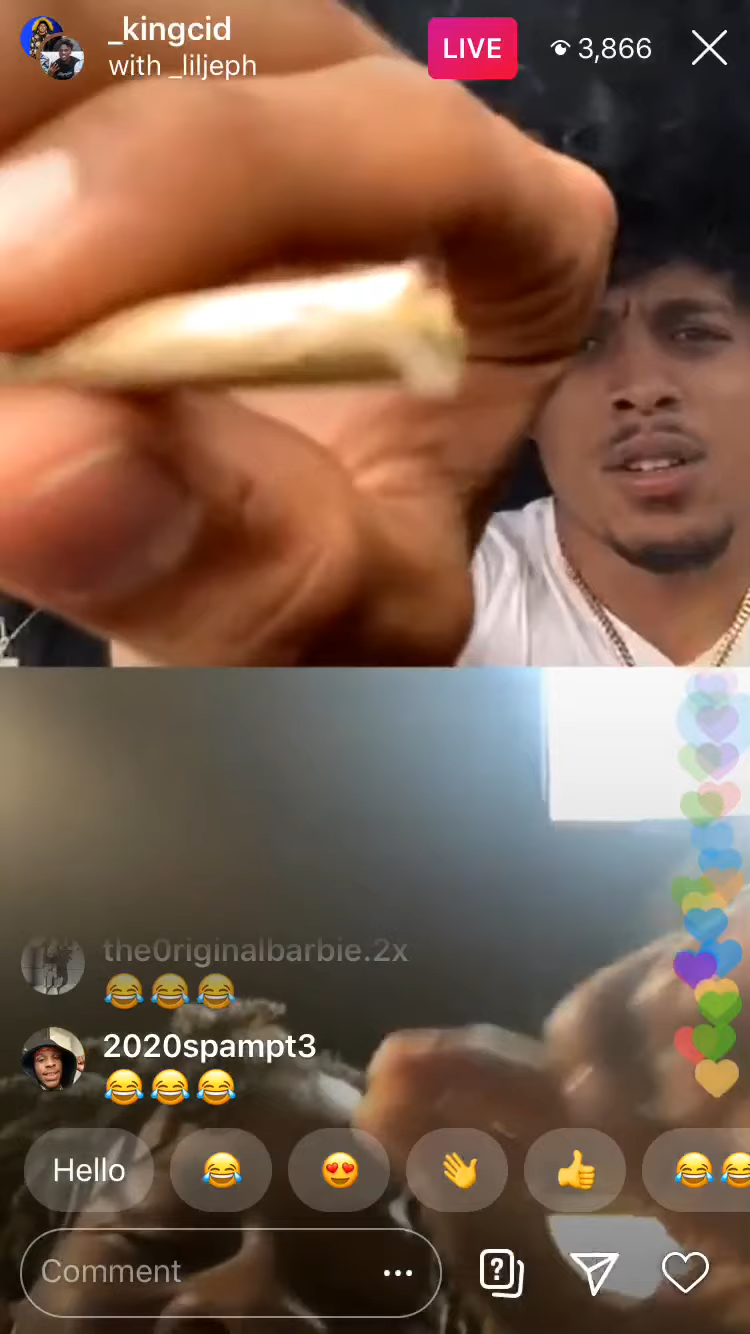 _kingcid
with _liljeph
LIVE
3,866
the0riginalbarbie.2x
😂😂😂
2020spampt3
😂😂😂
Hello
Comment